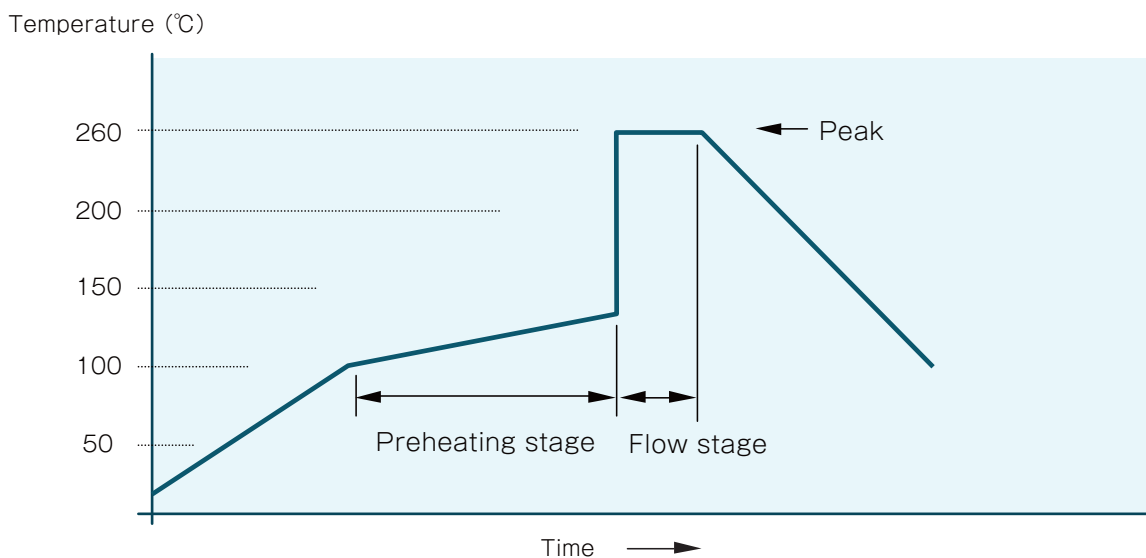 Temperature (℃)
260
Peak
200
150
100
50
Preheating stage
Flow stage
Time